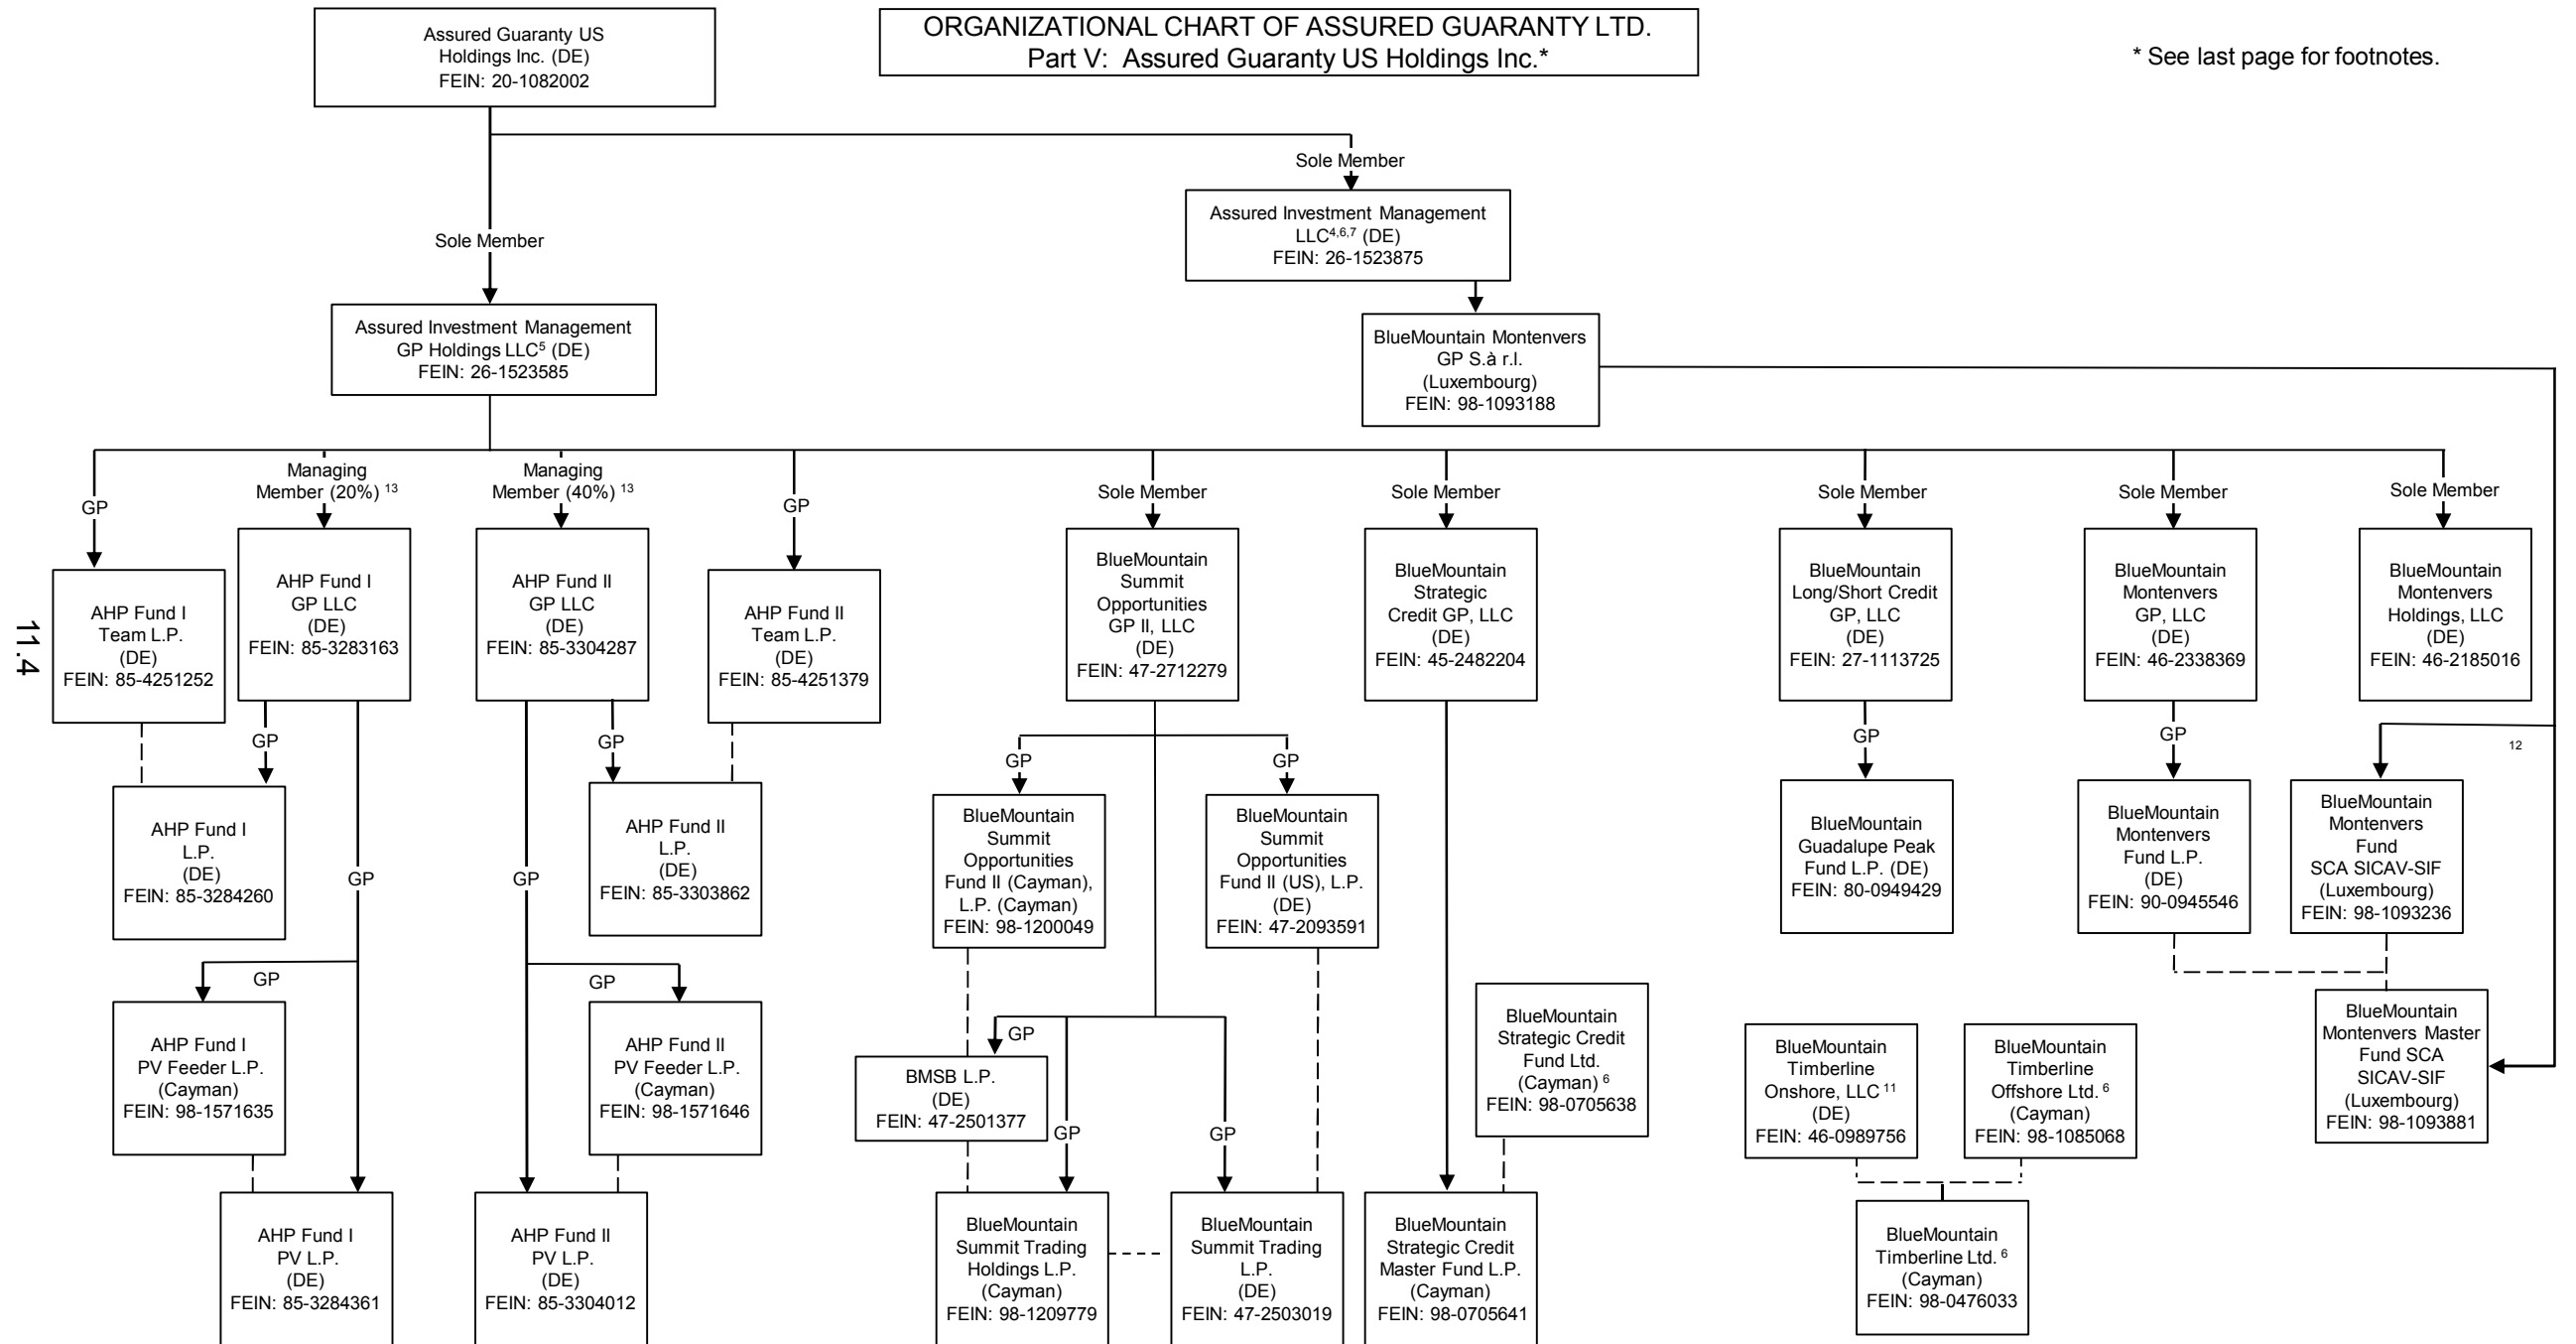 Assured Guaranty US
Holdings Inc. (DE)
FEIN: 20-1082002
ORGANIZATIONAL CHART OF ASSURED GUARANTY LTD.
Part V: Assured Guaranty US Holdings Inc.*
* See last page for footnotes.
Sole Member
Assured Investment Management
LLC4,6,7 (DE)
FEIN: 26-1523875
Sole Member
Assured Investment Management
GP Holdings LLC5 (DE)
FEIN: 26-1523585
BlueMountain Montenvers
GP S.à r.l.
(Luxembourg)
FEIN: 98-1093188
GP
Managing
Member (20%) 13
Managing
Member (40%) 13
GP
Sole Member
Sole Member
Sole Member
Sole Member
Sole Member
AHP Fund I
Team L.P.
(DE)
FEIN: 85-4251252
AHP Fund I
GP LLC
(DE)
FEIN: 85-3283163
AHP Fund II
GP LLC
(DE)
FEIN: 85-3304287
AHP Fund II
Team L.P.
(DE)
FEIN: 85-4251379
BlueMountain
Summit
Opportunities
GP II, LLC
(DE)
FEIN: 47-2712279
BlueMountain
Strategic
Credit GP, LLC
(DE)
FEIN: 45-2482204
BlueMountain
Long/Short Credit
GP, LLC
(DE)
FEIN: 27-1113725
BlueMountain
Montenvers
GP, LLC
(DE)
FEIN: 46-2338369
BlueMountain
Montenvers
Holdings, LLC
(DE)
FEIN: 46-2185016
11.4
GP
GP
GP
GP
GP
GP
12
AHP Fund I
L.P.
(DE)
FEIN: 85-3284260
GP
GP
AHP Fund II
L.P.
(DE)
FEIN: 85-3303862
BlueMountain
Summit
Opportunities
Fund II (Cayman),
L.P. (Cayman)
FEIN: 98-1200049
BlueMountain
Summit
Opportunities
Fund II (US), L.P.
(DE)
FEIN: 47-2093591
BlueMountain
Guadalupe Peak
Fund L.P. (DE)
FEIN: 80-0949429
BlueMountain
Montenvers
Fund L.P.
(DE)
FEIN: 90-0945546
BlueMountain
Montenvers
Fund
SCA SICAV-SIF
(Luxembourg)
FEIN: 98-1093236
GP
GP
AHP Fund I
PV Feeder L.P.
(Cayman)
FEIN: 98-1571635
AHP Fund II
PV Feeder L.P.
(Cayman)
FEIN: 98-1571646
GP
BMSB L.P.
(DE)
FEIN: 47-2501377
GP
GP
BlueMountain
Strategic Credit
Fund Ltd.
(Cayman) 6
FEIN: 98-0705638
BlueMountain
Timberline
Onshore, LLC 11
(DE)
FEIN: 46-0989756
BlueMountain
Timberline
Offshore Ltd. 6
(Cayman)
FEIN: 98-1085068
BlueMountain
Montenvers Master
Fund SCA
SICAV-SIF
(Luxembourg)
FEIN: 98-1093881
AHP Fund I
PV L.P.
(DE)
FEIN: 85-3284361
AHP Fund II
PV L.P.
(DE)
FEIN: 85-3304012
BlueMountain
Summit Trading
Holdings L.P.
(Cayman)
FEIN: 98-1209779
BlueMountain
Summit Trading
L.P.
(DE)
FEIN: 47-2503019
BlueMountain
Strategic Credit
Master Fund L.P.
(Cayman)
FEIN: 98-0705641
BlueMountain
Timberline Ltd. 6
(Cayman)
FEIN: 98-0476033